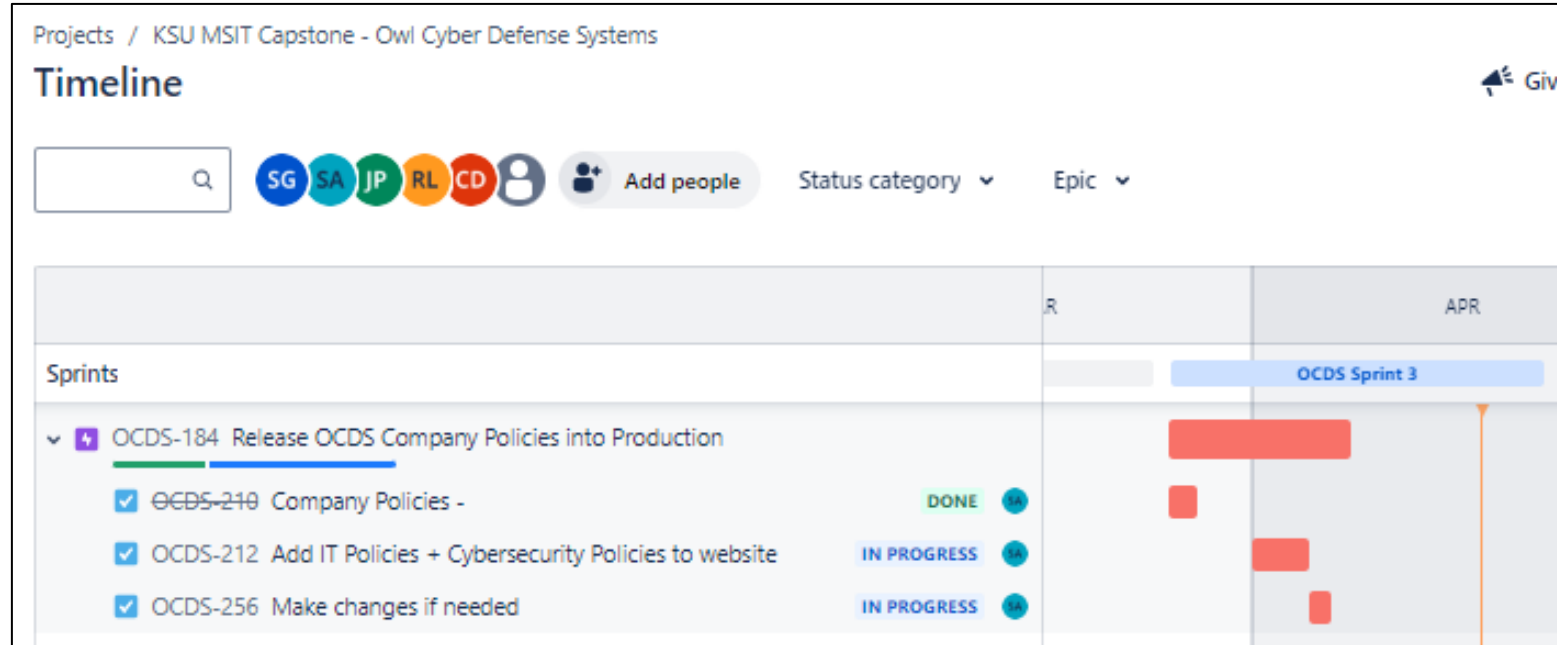 Projects / KSU MSIT Capstone - Owl Cyber Defense Systems
Timeline
Giv
SG SA JP RL CD Add people Status category Epic
R APR
Sprints OCDS Sprint 3
OCDS-184 Release OCDS Company Policies into Production
OCDS-210 Company Policies - DONE SA
OCDS-212 Add IT Policies + Cybersecurity Policies to website IN PROGRESS SA
OCDS-256 Make changes if needed IN PROGRESS SA